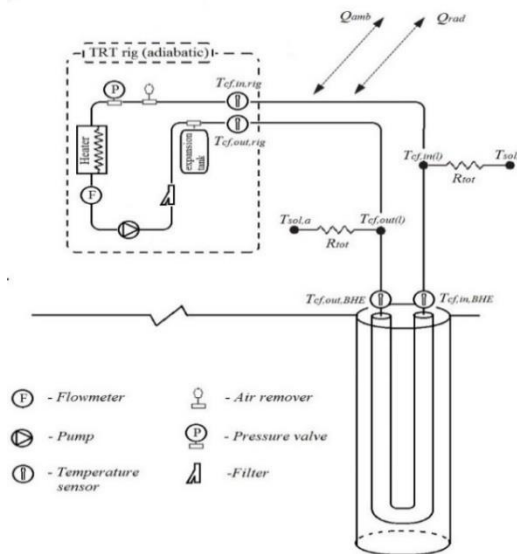 Qamb
Qrad
TRT rig (adiabatic)
P
Tcf,in,rig
Tcf,out,rig
Heater
expansion
tank
F
Tcf,in(l)
Tsol
Rtot
Tsol,a
Tcf,out(l)
Rtot
Tcf,out,BHE
Tcf,in,BHE
F - Flowmeter
- Air remover
- Pump
P - Pressure valve
- Temperature
sensor
-Filter